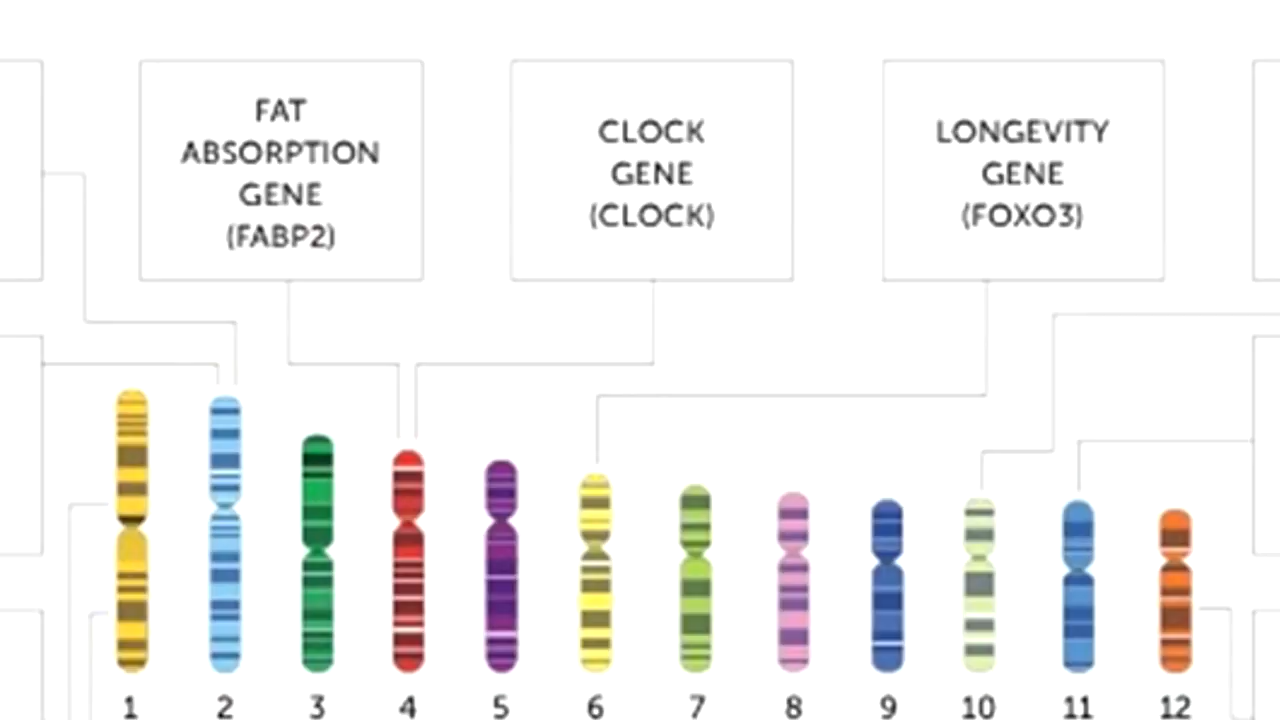 FAT
ABSORPTION
GENE
(FABP2)
CLOCK
GENE
(CLOCK)
LONGEVITY
GENE
(FOXO3)
1 2 3 4 5 6 7 8 9 10 11 12